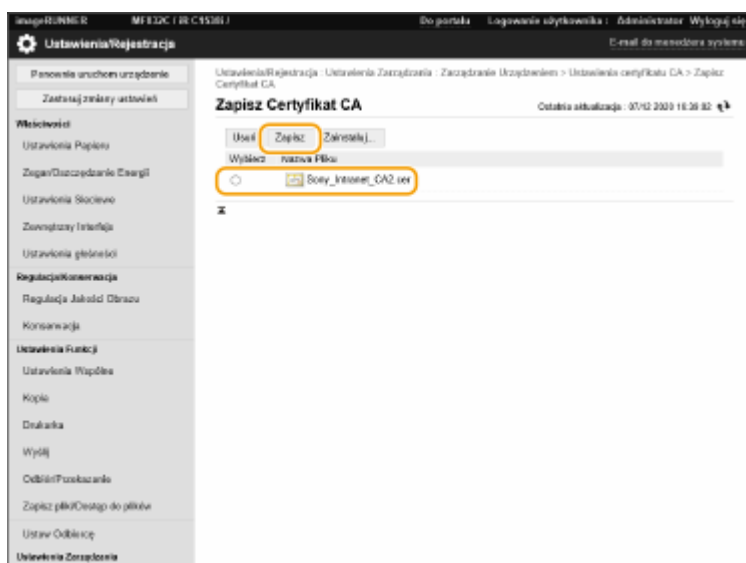 imageRUNNER MF832C / iR C1538iJ Do portalu Logowanie użytkownika : Administrator Wyloguj się
Ustawienia/Rejestracja E-mail do menedżera systemu
Ponownie uruchom urządzenie
Zastosuj zmiany ustawień
Właściwości
Ustawienia Papieru
Zegar/Oszczędzanie Energii
Ustawienia Sieciowe
Zewnętrzny Interfejs
Ustawienia głośności
Regulacja/Konserwacja
Regulacja Jakości Obrazu
Konserwacja
Ustawienia Funkcji
Ustawienia Wspólne
Kopia
Drukarka
Wyślij
Odbiór/Przekazanie
Zapisz pliki/Dostęp do plików
Ustaw Odbiorcę
Ustawienia Zarządzania
Ustawienia/Rejestracja : Ustawienia Zarządzania : Zarządzanie Urządzeniem > Ustawienia certyfikatu CA > Zapisz
Certyfikat CA
Zapisz Certyfikat CA Ostatnia aktualizacja : 07/12 2020
Usuń Zapisz Zainstaluj...
Wybierz Nazwa Pliku
Sony_Intranet_CA2.cer